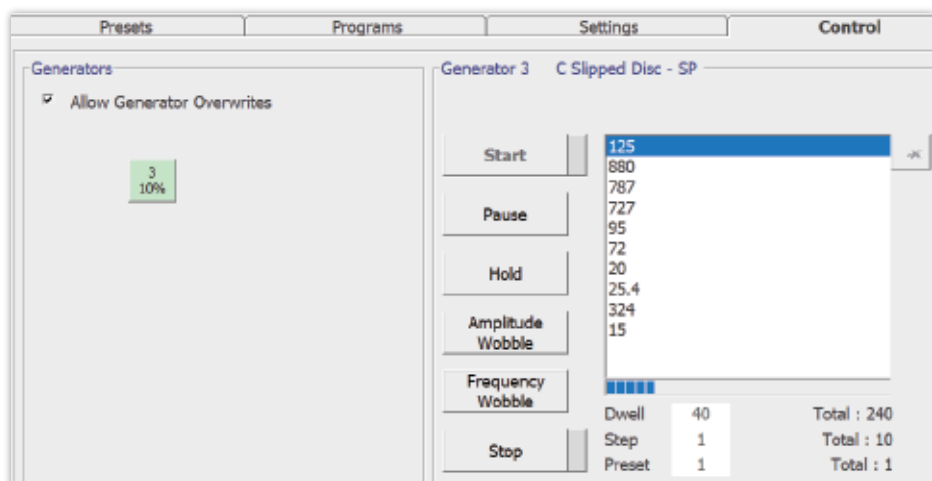 Presets
Programs
Settings
Control
Generators
Allow Generator Overwrites
3
10%
Generator 3 C Slipped Disc - SP
Start
Pause
Hold
Amplitude
Wobble
Frequency
Wobble
Stop
125
880
787
727
95
72
20
25.4
324
15
Dwell 40 Total : 240
Step 1 Total : 10
Preset 1 Total : 1